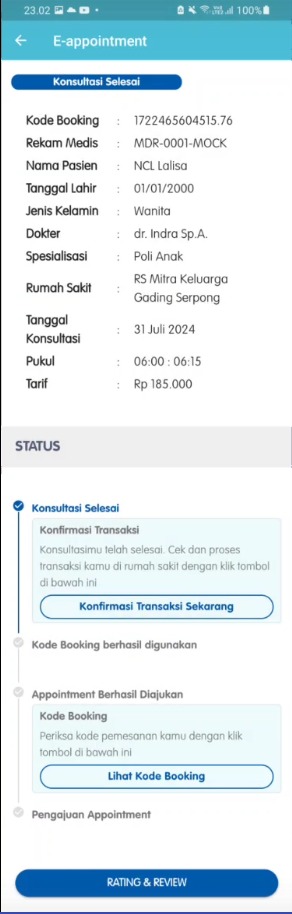 23.02 100%
E-appointment
Konsultasi Selesai
Kode Booking : 1722465604515.76
Rekam Medis : MDR-0001-MOCK
Nama Pasien : NCL Lalisa
Tanggal Lahir : 01/01/2000
Jenis Kelamin : Wanita
Dokter : dr. Indra Sp.A.
Spesialisasi : Poli Anak
Rumah Sakit : RS Mitra Keluarga
Gading Serpong
Tanggal
Konsultasi : 31 Juli 2024
Pukul : 06:00 : 06:15
Tarif : Rp 185.000
STATUS
Konsultasi Selesai
Konfirmasi Transaksi
Konsultasimu telah selesai. Cek dan proses
transaksi kamu di rumah sakit dengan klik tombol
di bawah ini
Konfirmasi Transaksi Sekarang
Kode Booking berhasil digunakan
Appointment Berhasil Diajukan
Kode Booking
Periksa kode pemesanan kamu dengan klik
tombol di bawah ini
Lihat Kode Booking
Pengajuan Appointment
RATING & REVIEW